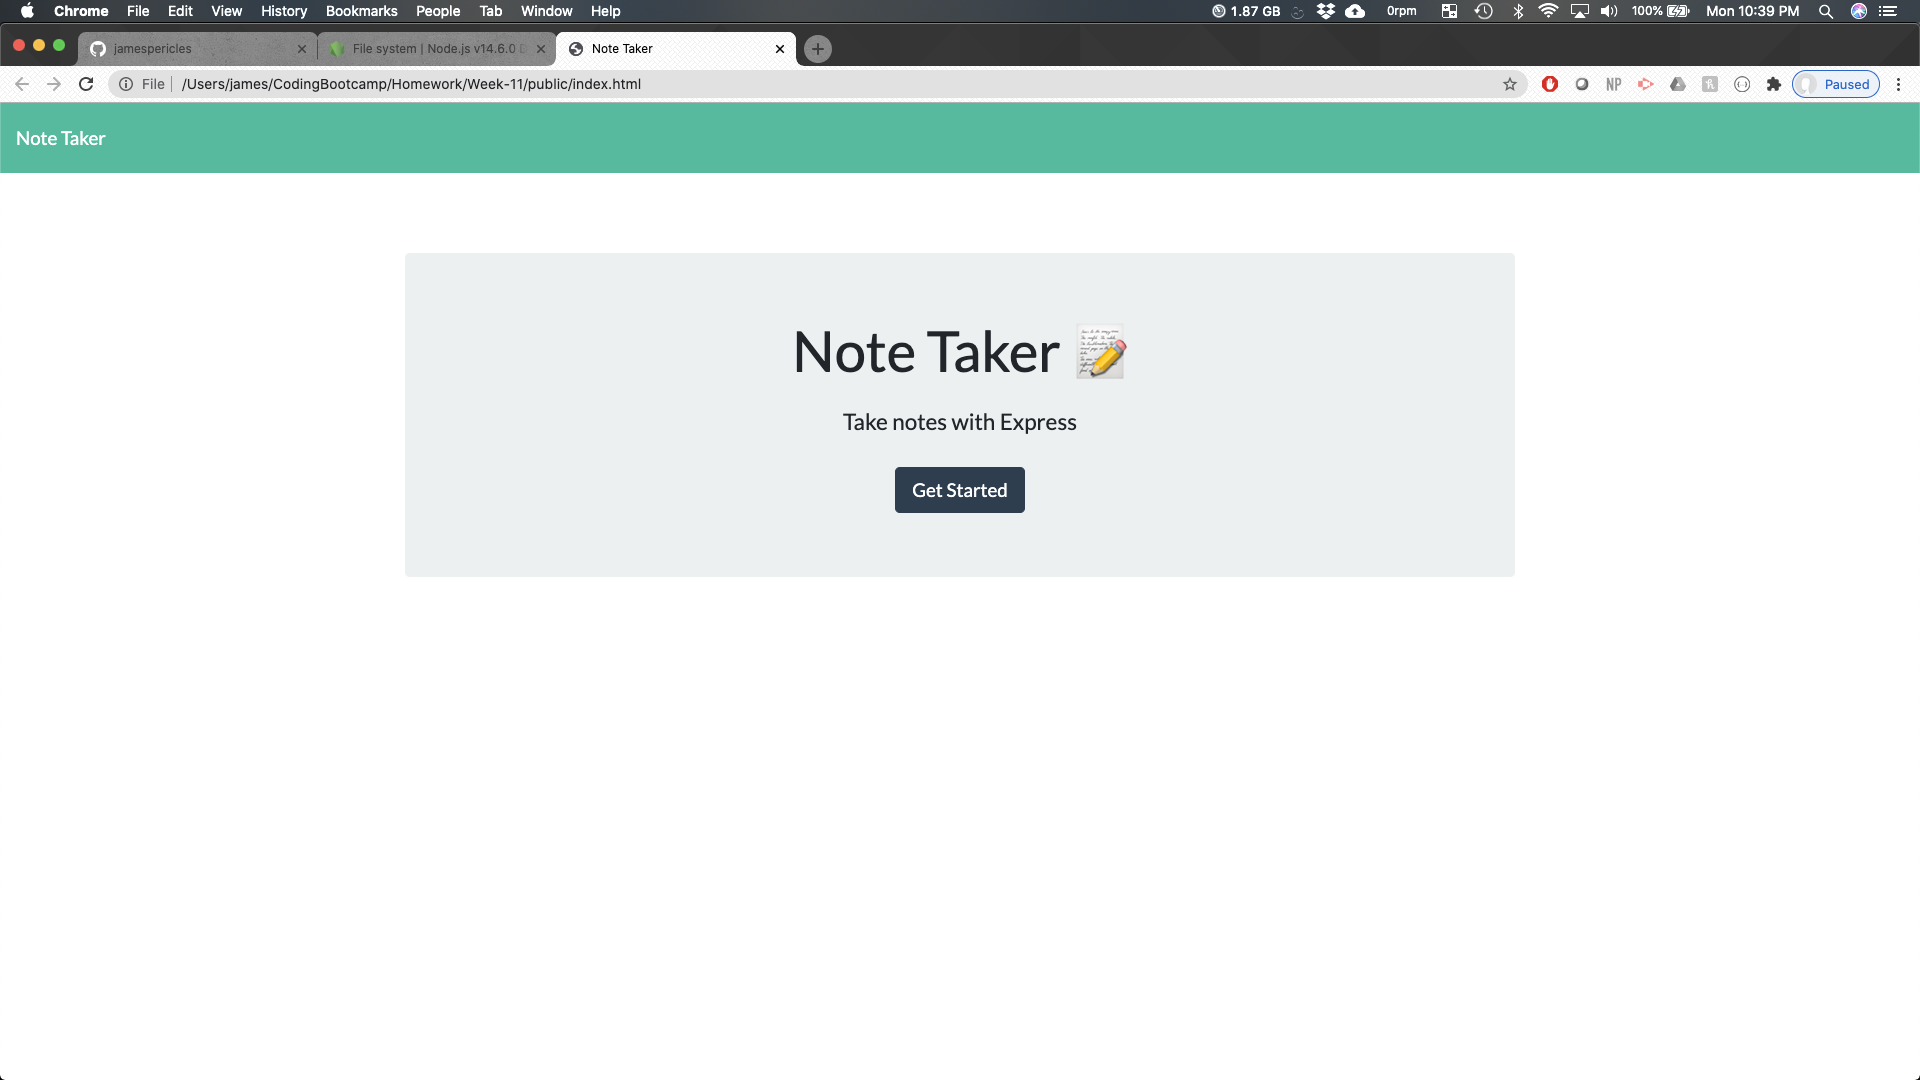 Chrome File Edit View History Bookmarks People Tab Window Help 1.87 GB 0rpm 100% Mon 10:39 PM
jamespericles File system | Node.js v14.6.0 Note Taker
File /Users/james/CodingBootcamp/Homework/Week-11/public/index.html NP Paused
Note Taker
Note Taker
Take notes with Express
Get Started